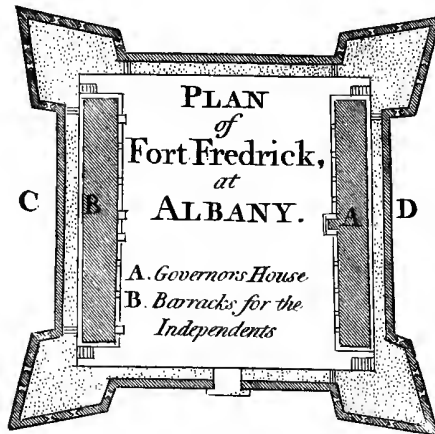 PLAN
of
Fort Fredrick,
at
ALBANY.
C
B
A
D
A. Governors House
B. Barracks for the
Independents